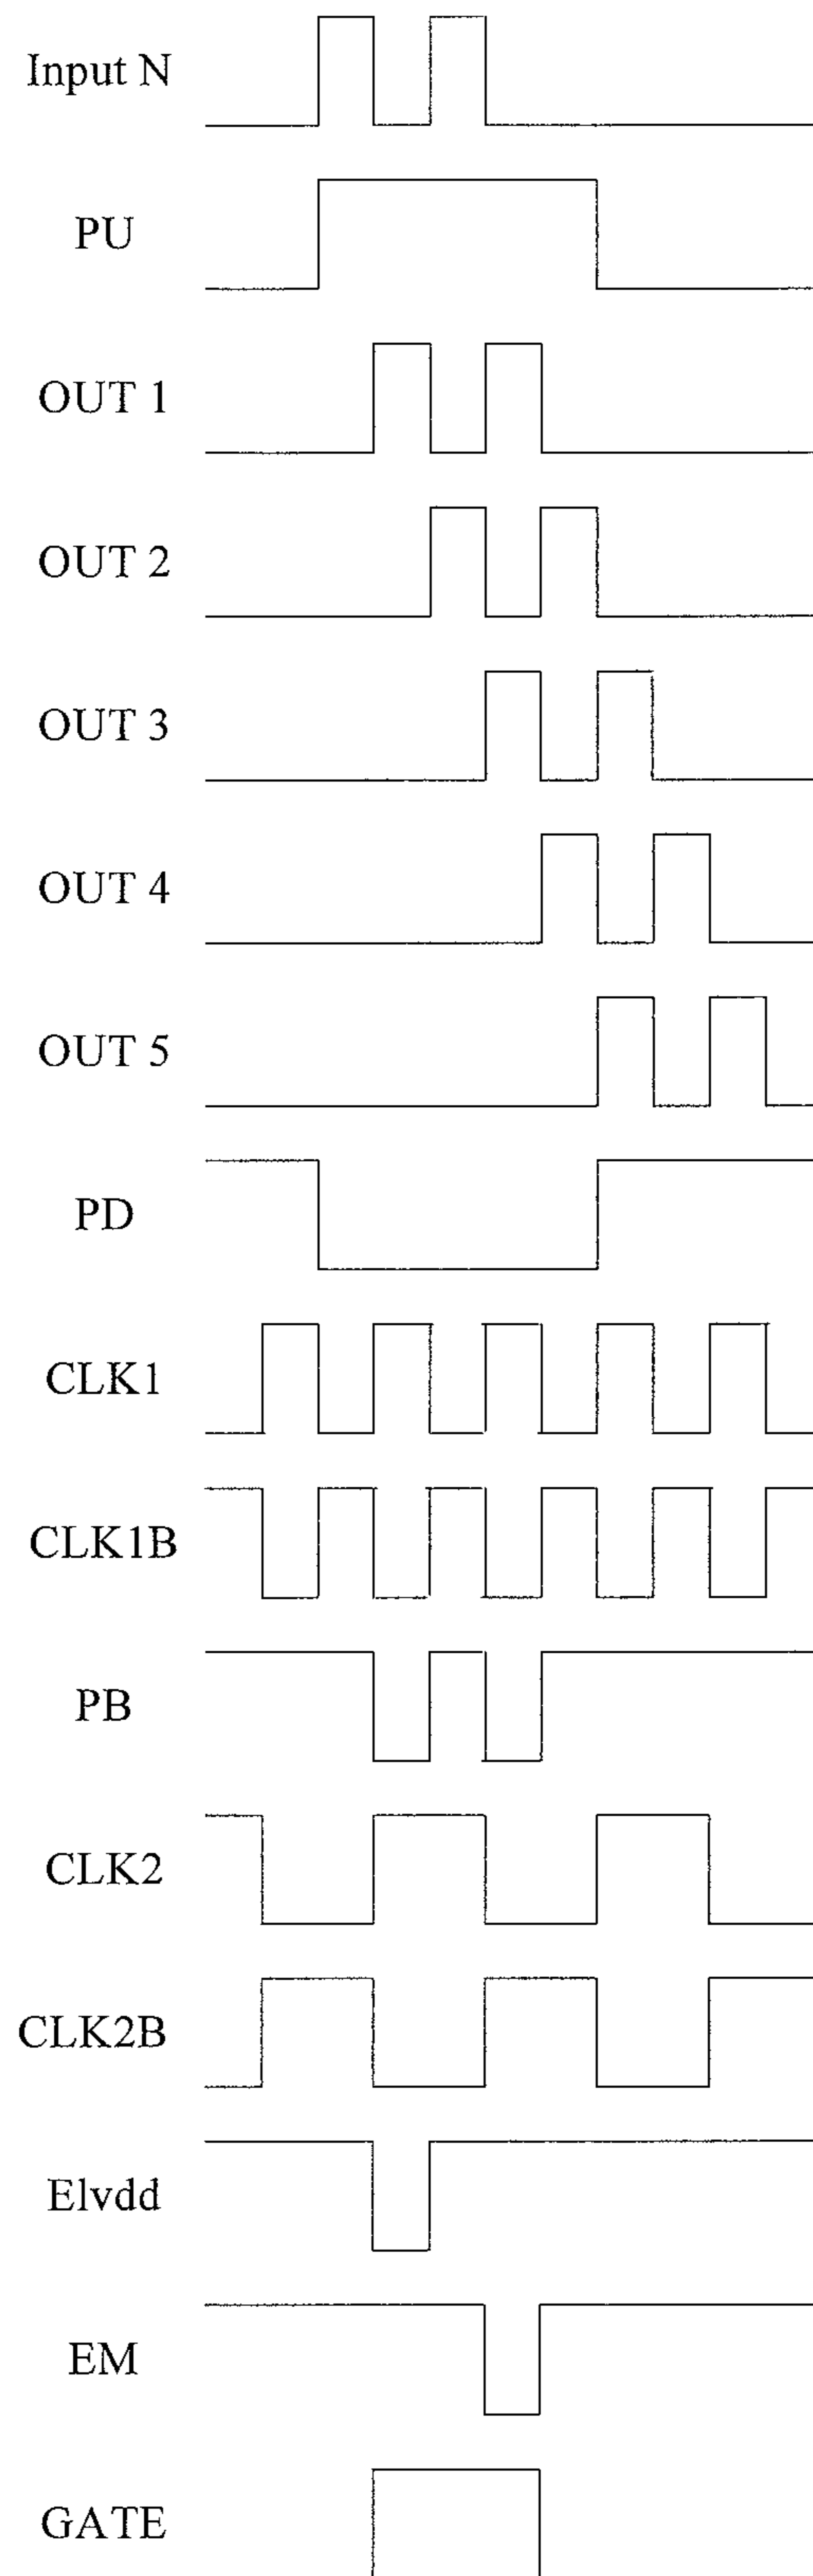 Input N
PU
OUT 1
OUT 2
OUT 3
OUT 4
OUT 5
PD
CLK1
CLK1B
PB
CLK2
CLK2B
Elvdd
EM
GATE